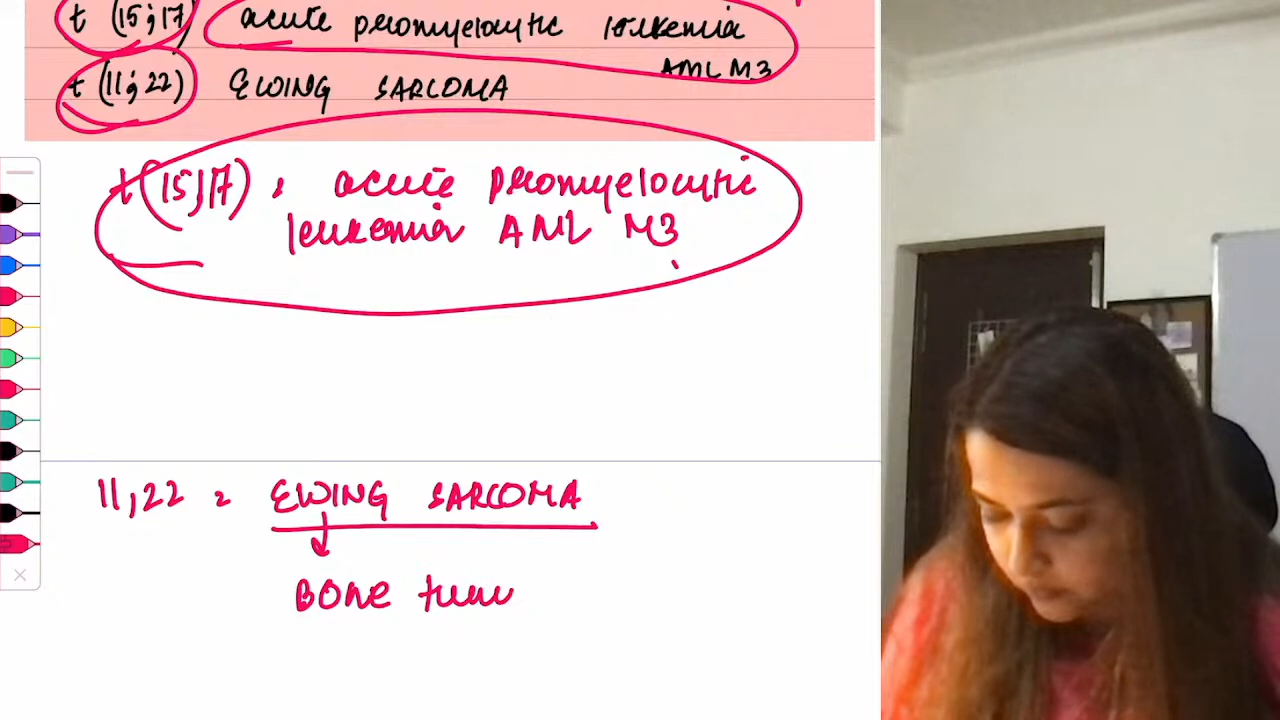 t (15;17) acute promyelocytic leukemia
AML M3
t (11;22) EWING SARCOMA
t(15;17) = acute promyelocytic
leukemia AML M3
11,22 = EWING SARCOMA
Bone tum